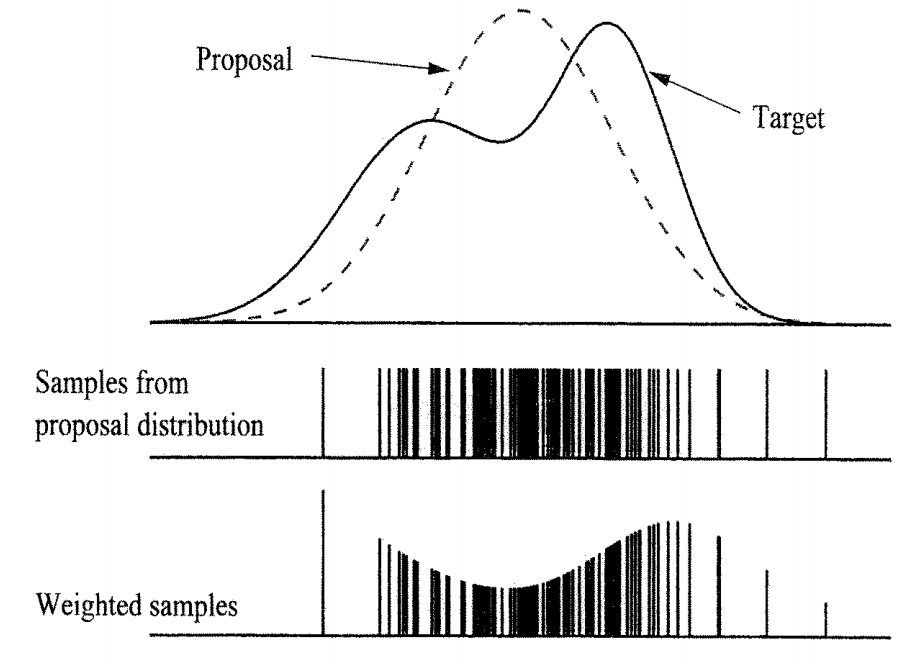 Proposal
Target
Samples from
proposal distribution
Weighted samples